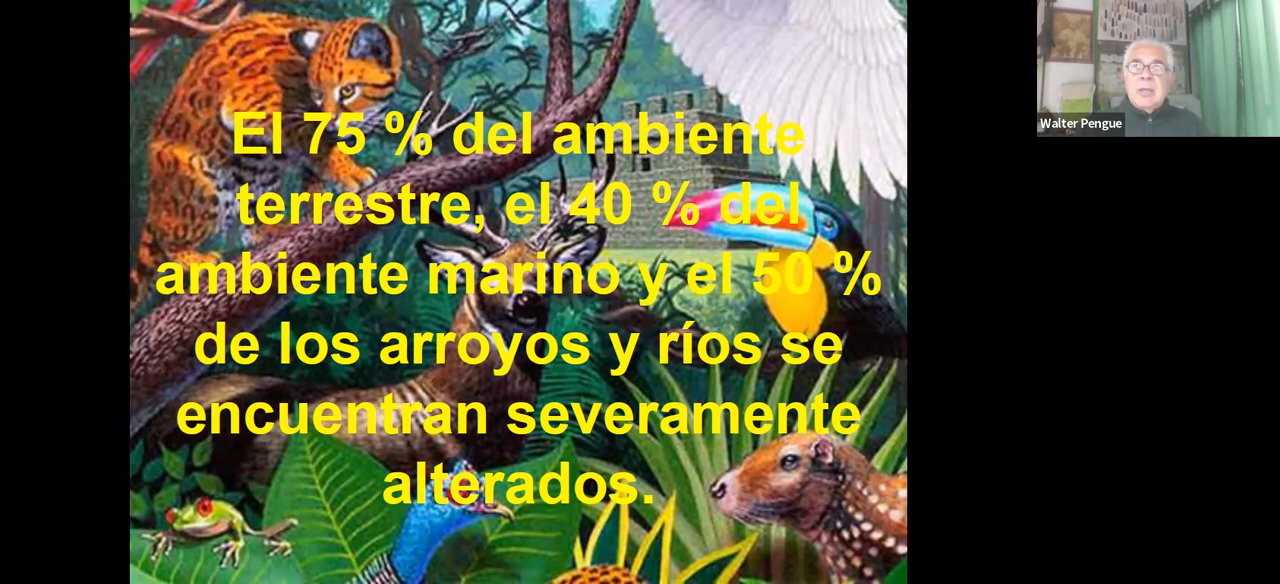 El 75 % del ambiente
terrestre, el 40 % del
ambiente marino y el 50 %
de los arroyos y ríos se
encuentran severamente
alterados.
Walter Pengue